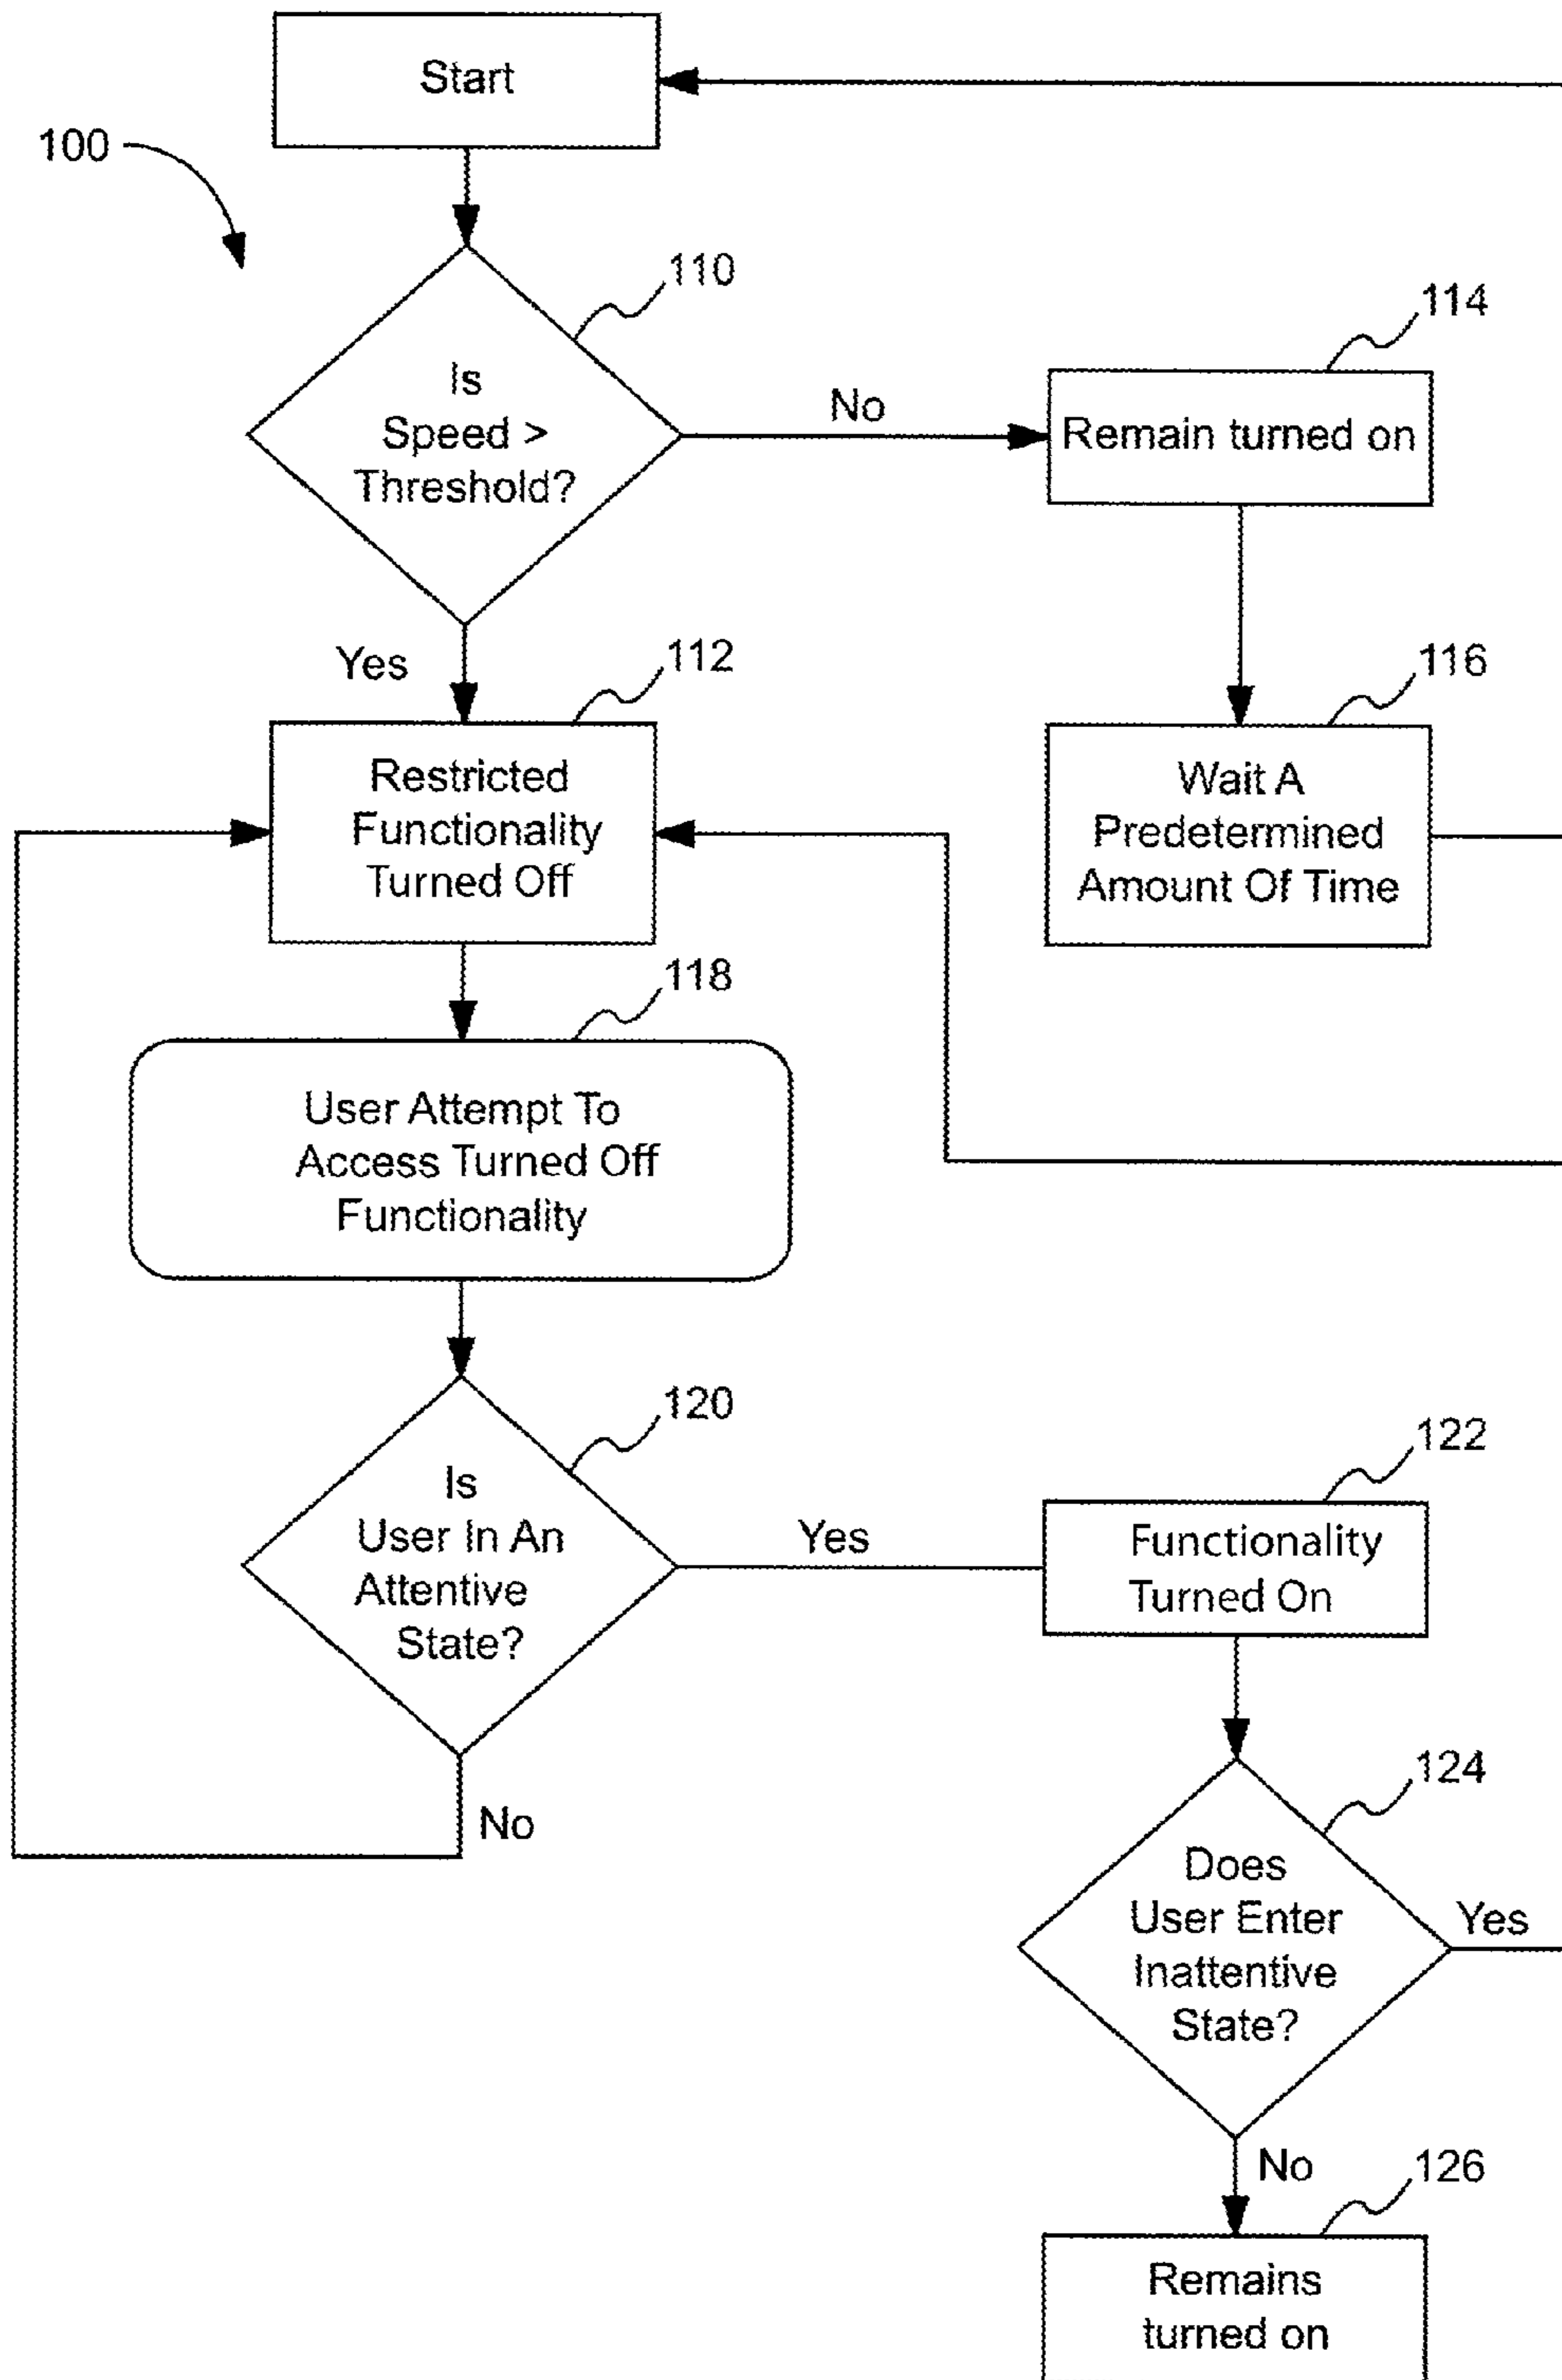 Start
100
110
Is
Speed >
Threshold?
No
114
Remain turned on
Yes
112
Restricted
Functionality
Turned Off
116
Wait A
Predetermined
Amount Of Time
118
User Attempt To
Access Turned Off
Functionality
120
Is
User In An
Attentive
State?
Yes
122
Functionality
Turned On
No
124
Does
User Enter
Inattentive
State?
Yes
No
126
Remains
turned on